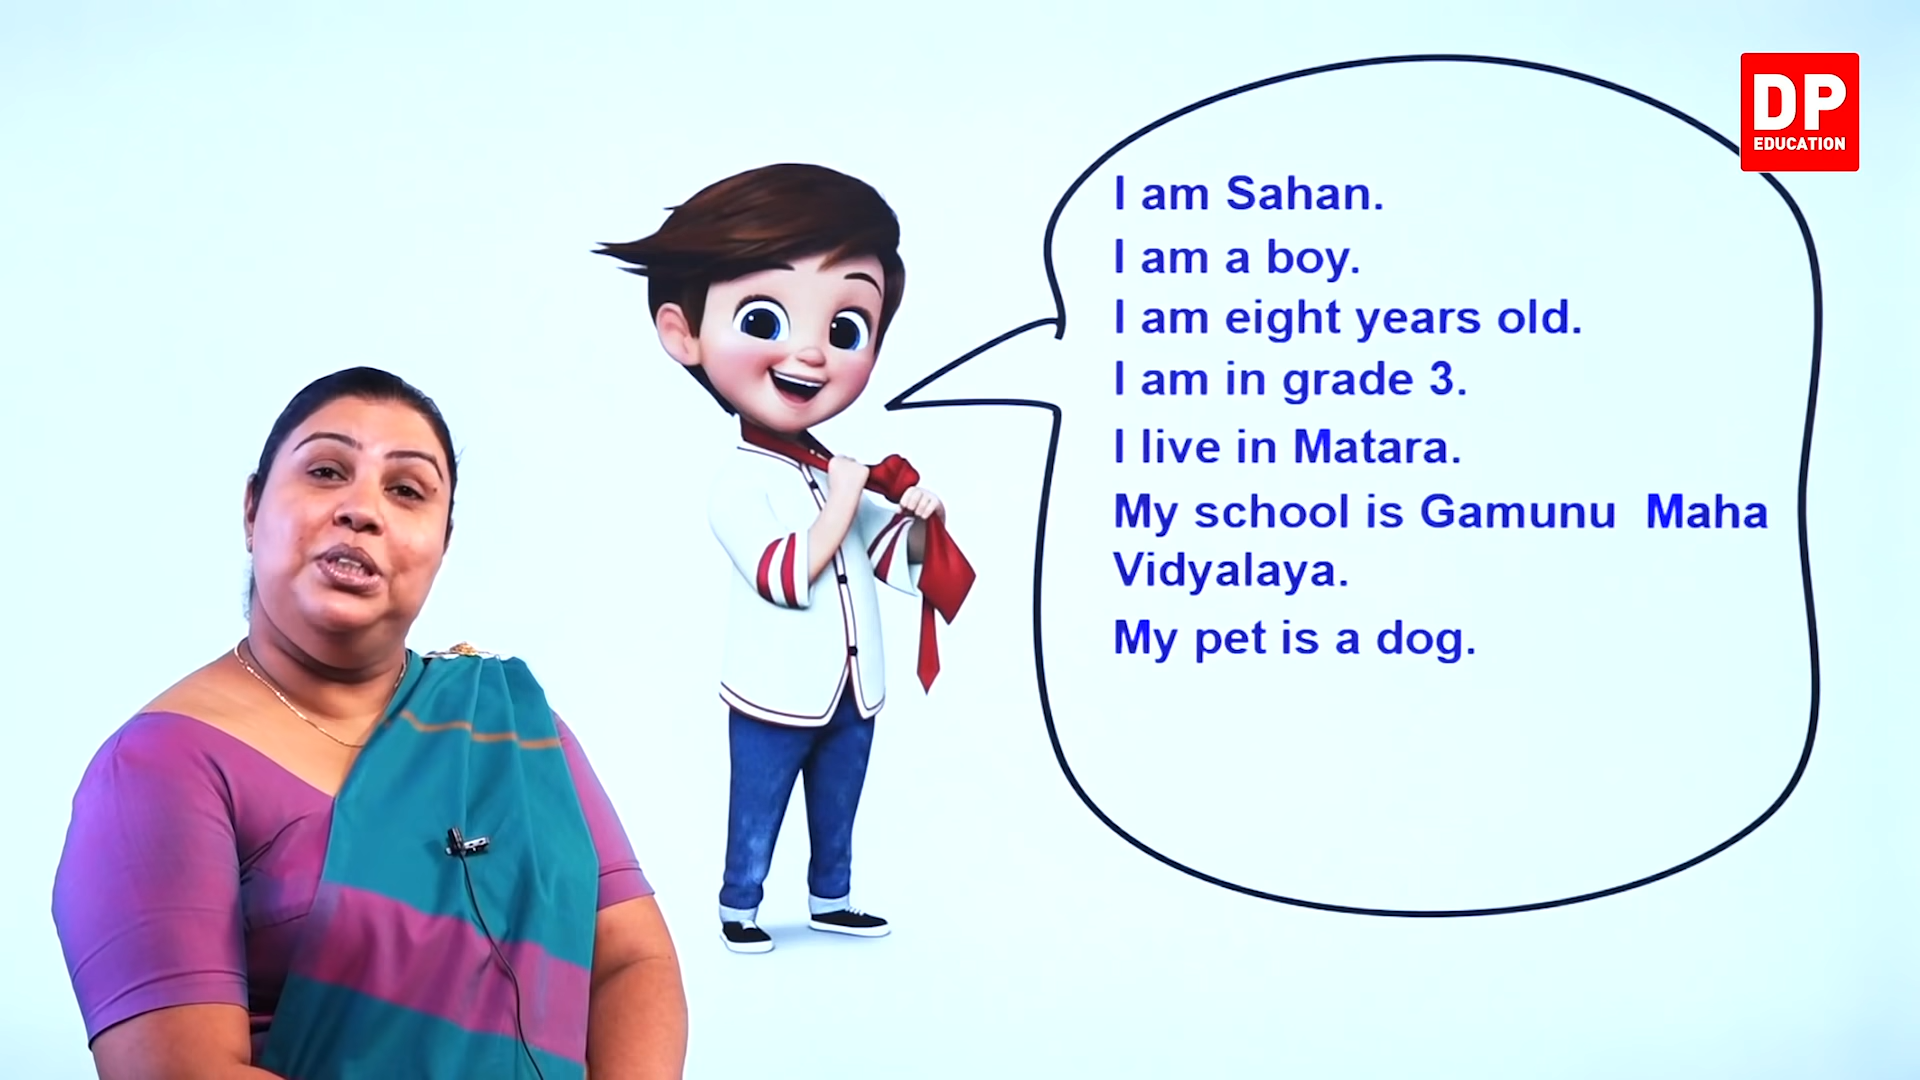 DP
EDUCATION
I am Sahan.
I am a boy.
I am eight years old.
I am in grade 3.
I live in Matara.
My school is Gamunu Maha
Vidyalaya.
My pet is a dog.